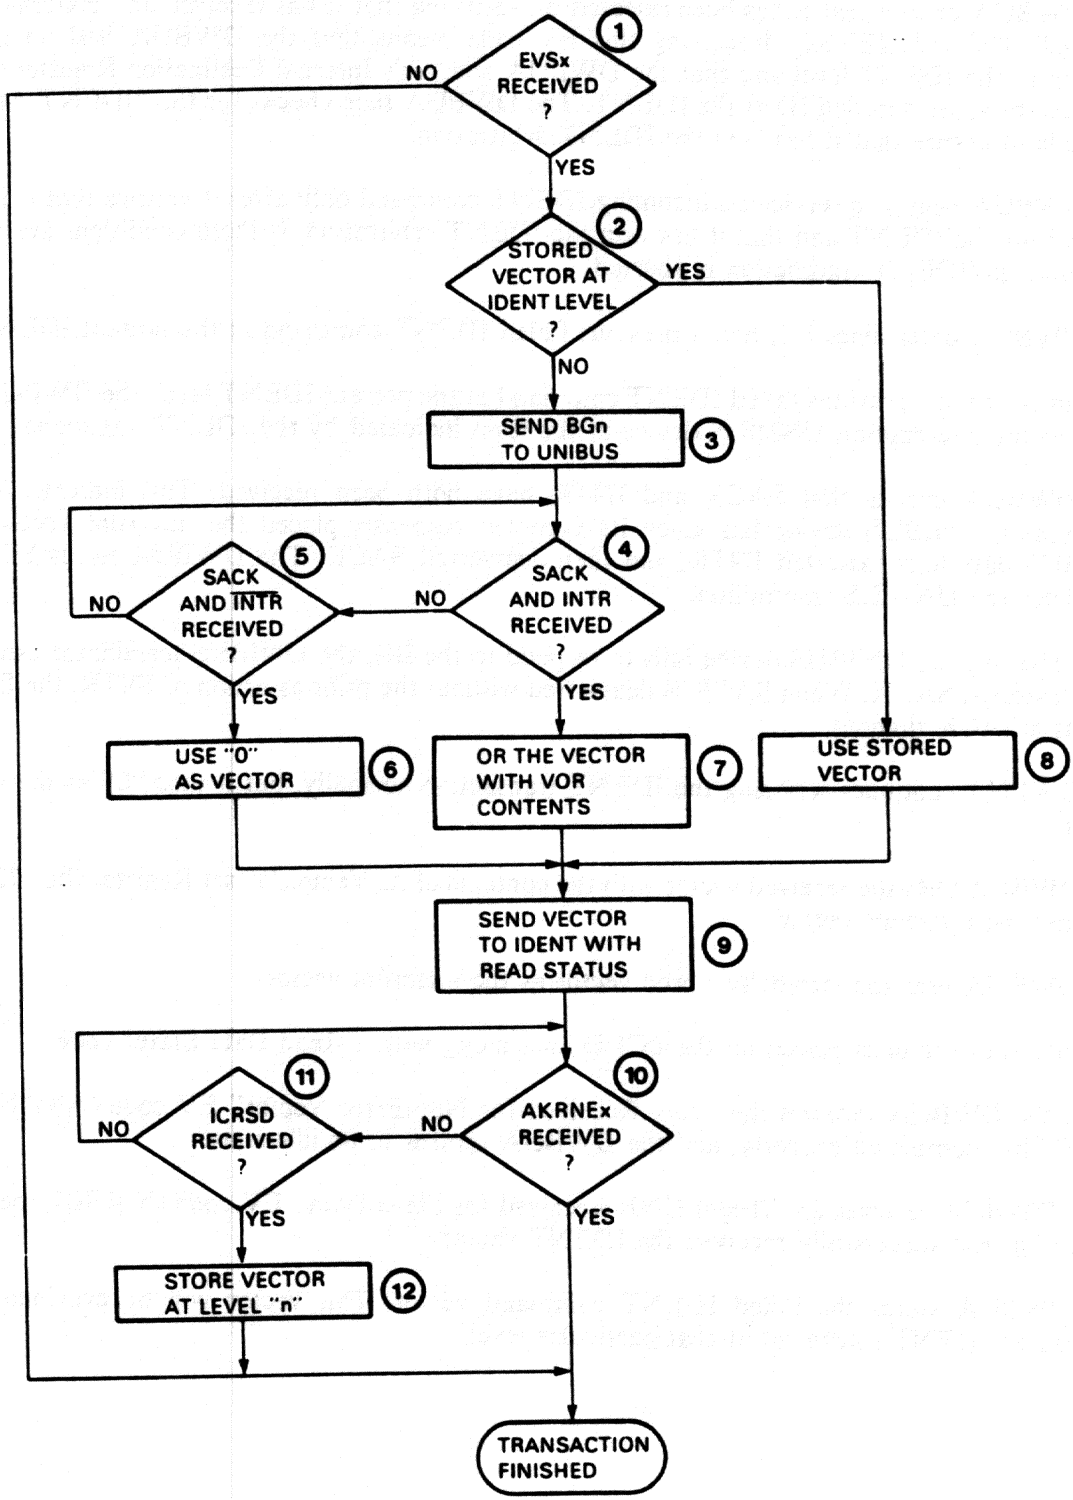 1
EVSx
RECEIVED
?
NO
YES
2
STORED
VECTOR AT
IDENT LEVEL
?
YES
NO
SEND BGn
TO UNIBUS
3
5
SACK
AND INTR
RECEIVED
?
NO
YES
4
SACK
AND INTR
RECEIVED
?
NO
YES
USE "0"
AS VECTOR
6
OR THE VECTOR
WITH VOR
CONTENTS
7
USE STORED
VECTOR
8
SEND VECTOR
TO IDENT WITH
READ STATUS
9
11
ICRSD
RECEIVED
?
NO
YES
10
AKRNEx
RECEIVED
?
NO
YES
STORE VECTOR
AT LEVEL "n"
12
TRANSACTION
FINISHED